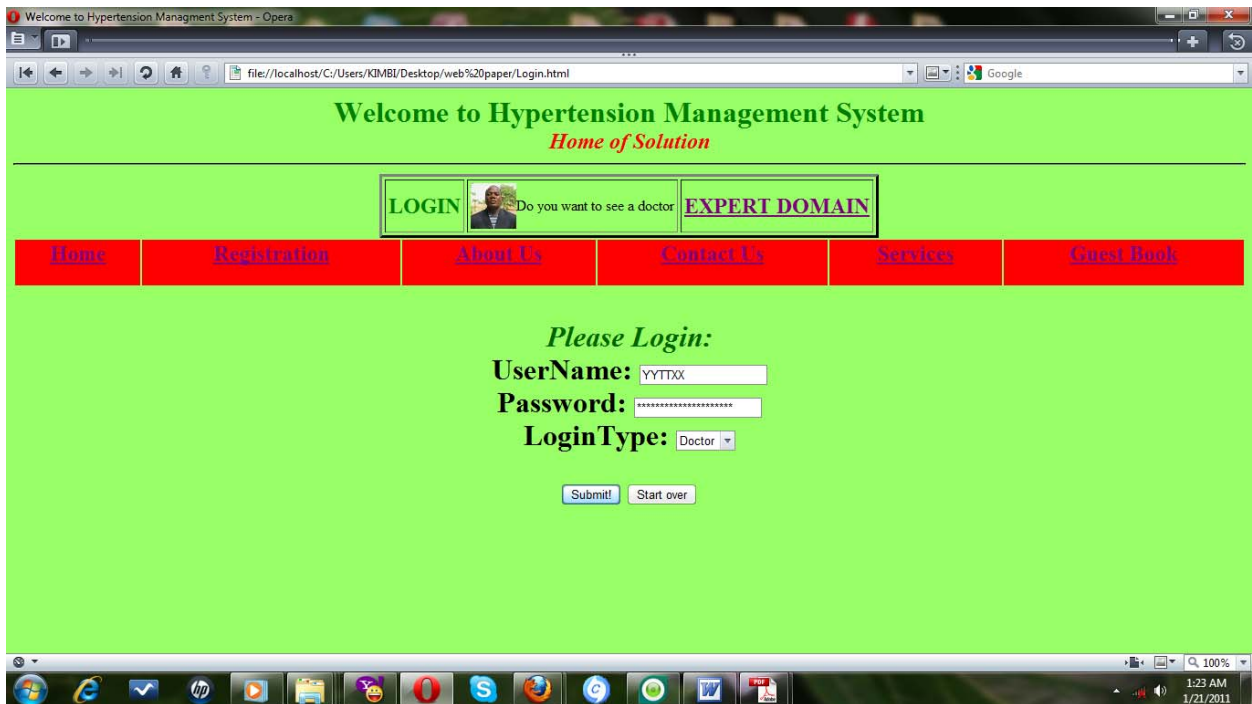 Welcome to Hypertension Managment System - Opera
file://localhost/C:/Users/KIMBI/Desktop/web%20paper/Login.html
Google
Welcome to Hypertension Management System
Home of Solution
LOGIN Do you want to see a doctor EXPERT DOMAIN
Home Registration About Us Contact Us Services Guest Book
Please Login:
UserName: YYTTXX
Password: ********************
LoginType: Doctor
Submit! Start over
100%
1:23 AM
1/21/2011